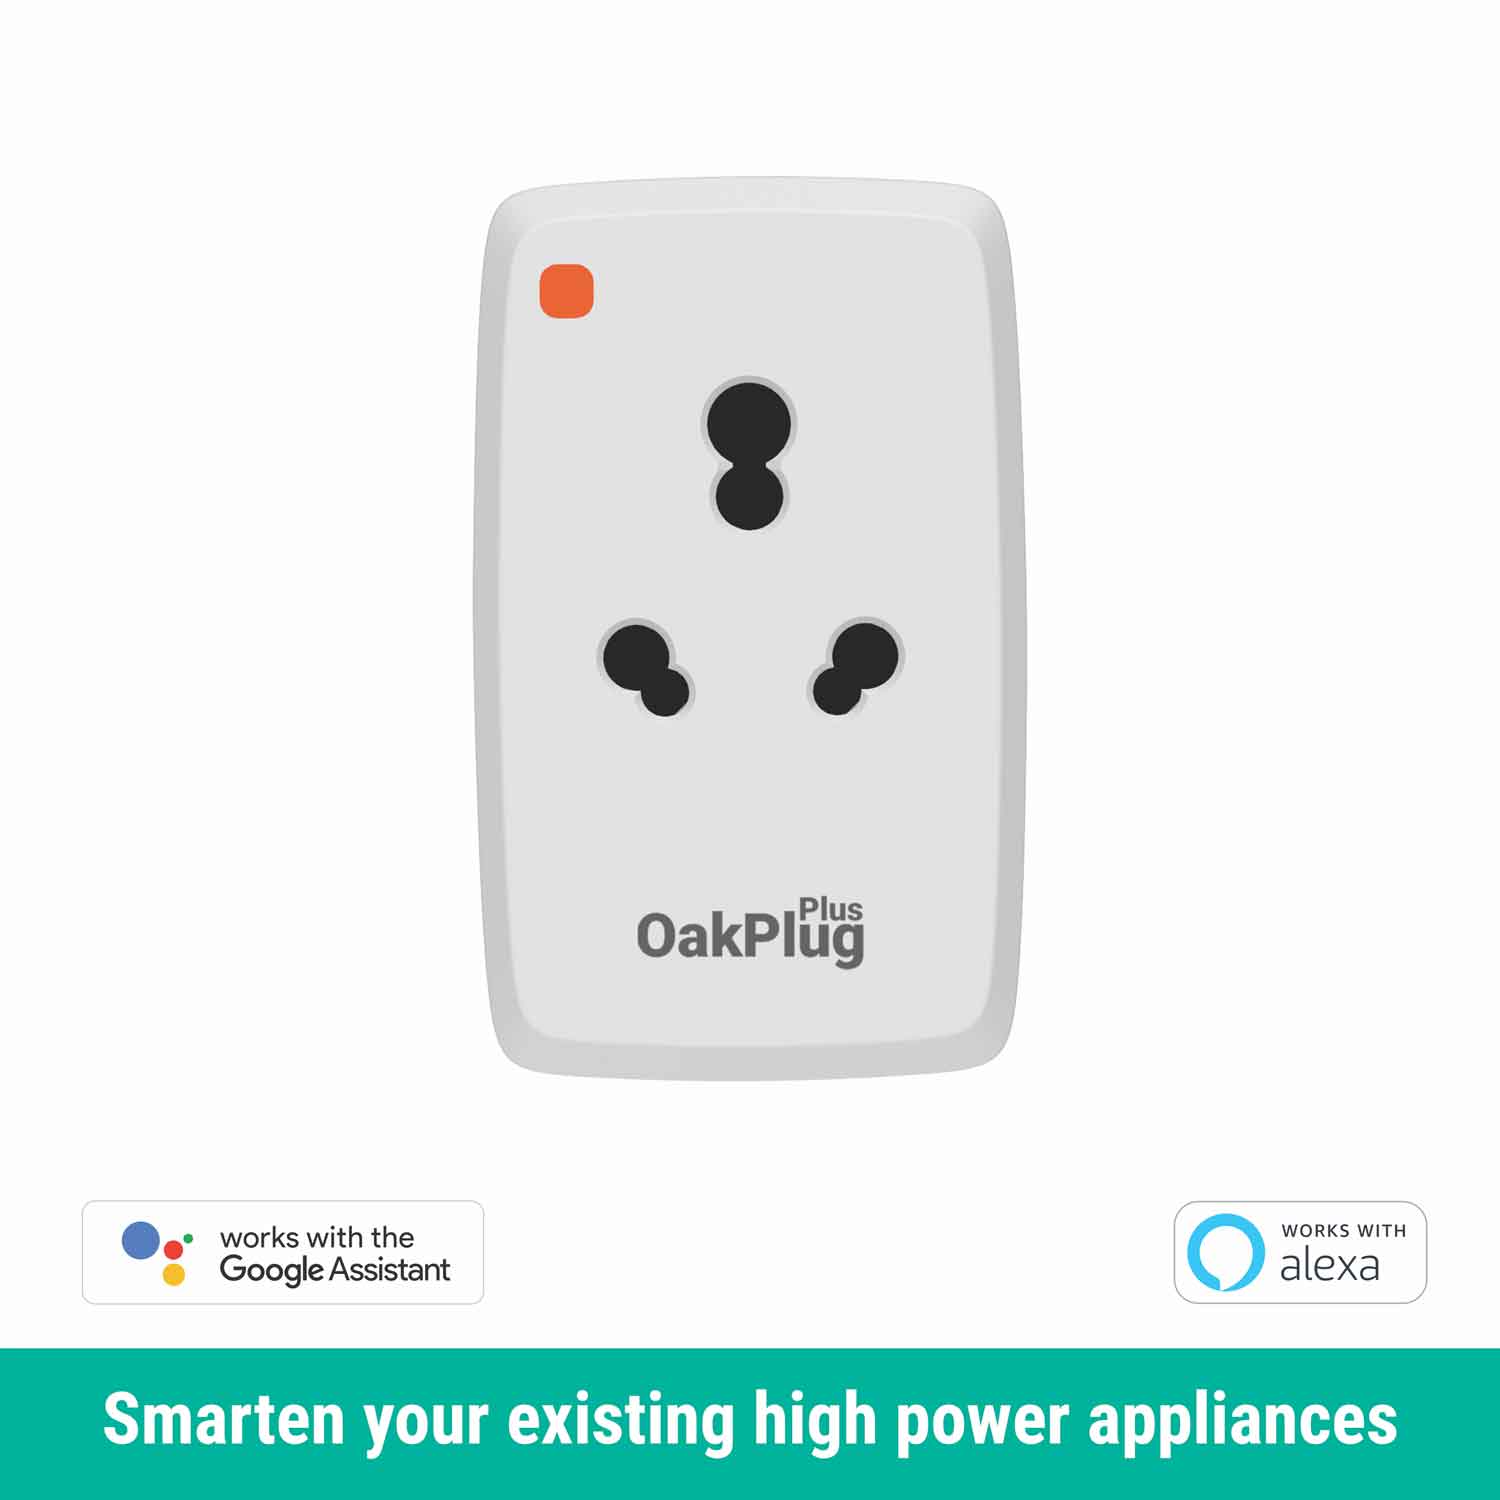 OakPlug Plus
works with the
Google Assistant
WORKS WITH
alexa
Smarten your existing high power appliances